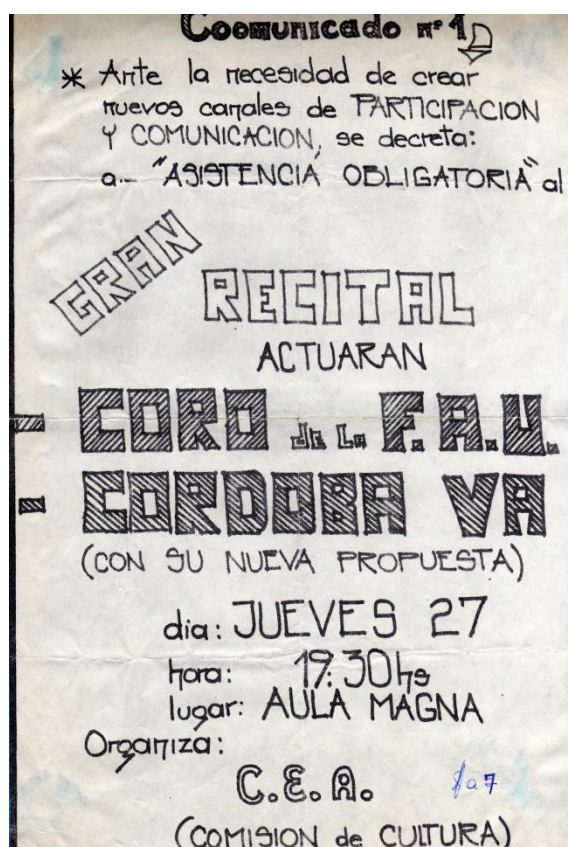 Coomunicado nº 1
* Ante la necesidad de crear
nuevos canales de PARTICIPACION
Y COMUNICACION, se decreta:
a.- "ASISTENCIA OBLIGATORIA" al
GRAN
RECITAL
ACTUARAN
- CORO de La F.A.U.
- CORDOBA VA
(CON SU NUEVA PROPUESTA)
dia: JUEVES 27
hora: 19:30hs
lugar: AULA MAGNA
Organiza:
C.E.A.
(COMISION de CULTURA)